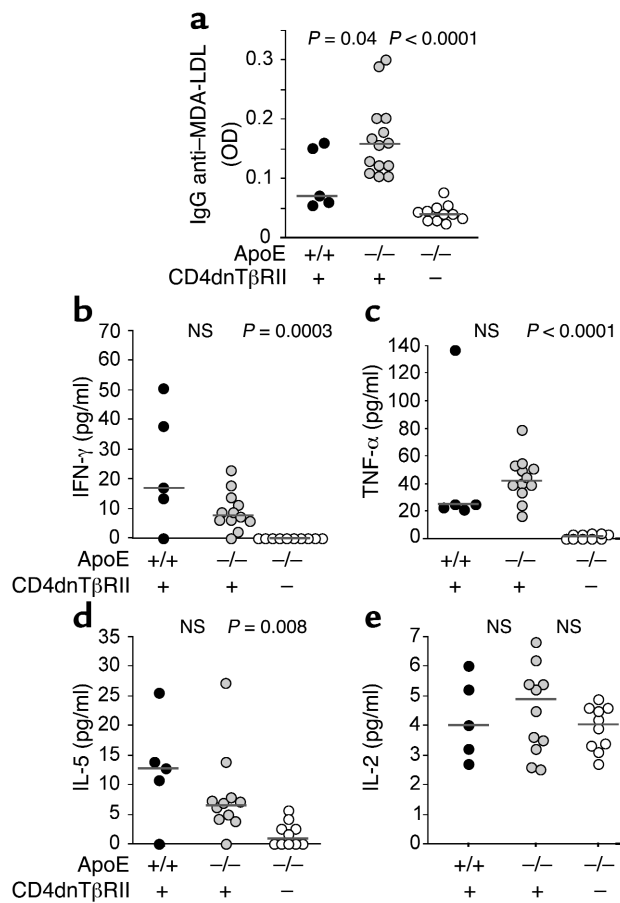 a
P = 0.04 P < 0.0001
IgG anti–MDA-LDL
(OD)
0.3
0.2
0.1
0
ApoE +/+ –/– –/–
CD4dnTβRII + + –
b
NS P = 0.0003
IFN-γ (pg/ml)
70
60
50
40
30
20
10
0
ApoE +/+ –/– –/–
CD4dnTβRII + + –
c
NS P < 0.0001
TNF-α (pg/ml)
140
120
100
80
60
40
20
0
+/+ –/– –/–
+ + –
d
NS P = 0.008
IL-5 (pg/ml)
35
30
25
20
15
10
5
0
ApoE +/+ –/– –/–
CD4dnTβRII + + –
e
NS NS
IL-2 (pg/ml)
7
6
5
4
3
2
1
0
+/+ –/– –/–
+ + –